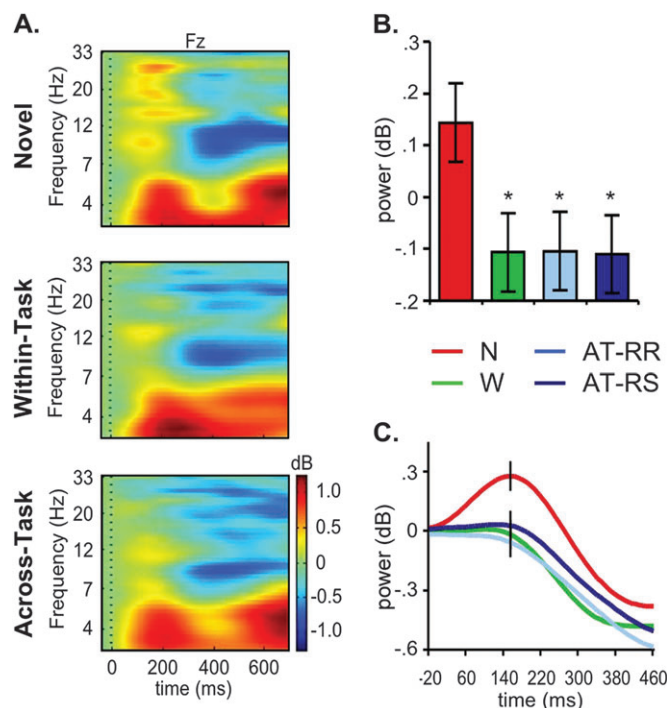 A.
Fz
Novel
Frequency (Hz)
33
20
12
7
4
Within-Task
Frequency (Hz)
33
20
12
7
4
Across-Task
Frequency (Hz)
33
20
12
7
4
dB
1.0
0.5
0
-0.5
-1.0
0 200 400 600
time (ms)
B.
power (dB)
.3
.2
.1
0
-.1
-.2
* * *
N AT-RR
W AT-RS
C.
power (dB)
.3
0
-.3
-.6
-20 60 140 220 300 380 460
time (ms)